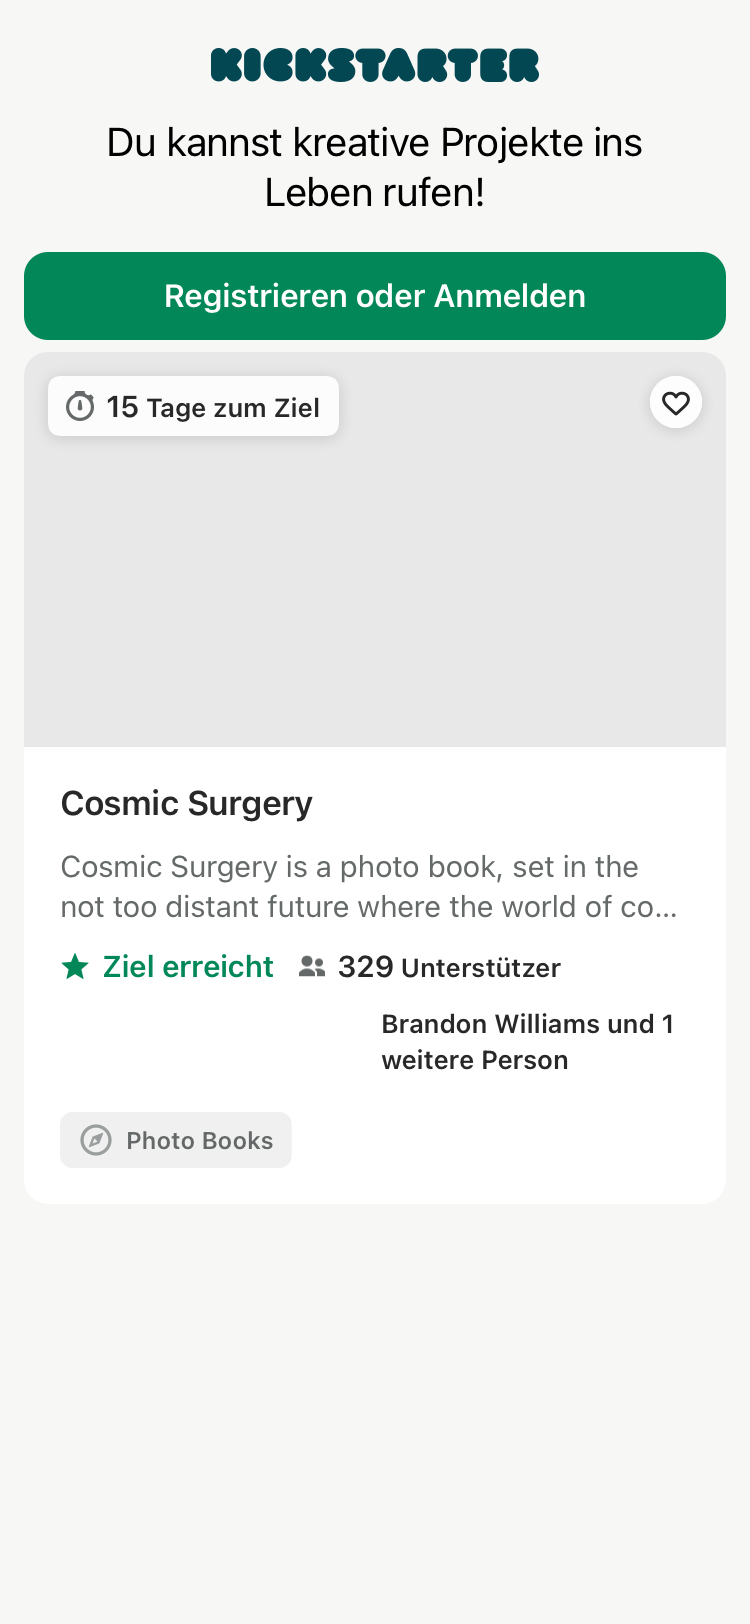 KICKSTARTER
Du kannst kreative Projekte ins
Leben rufen!
Registrieren oder Anmelden
15 Tage zum Ziel
Cosmic Surgery
Cosmic Surgery is a photo book, set in the
not too distant future where the world of co...
Ziel erreicht 329 Unterstützer
Brandon Williams und 1
weitere Person
Photo Books